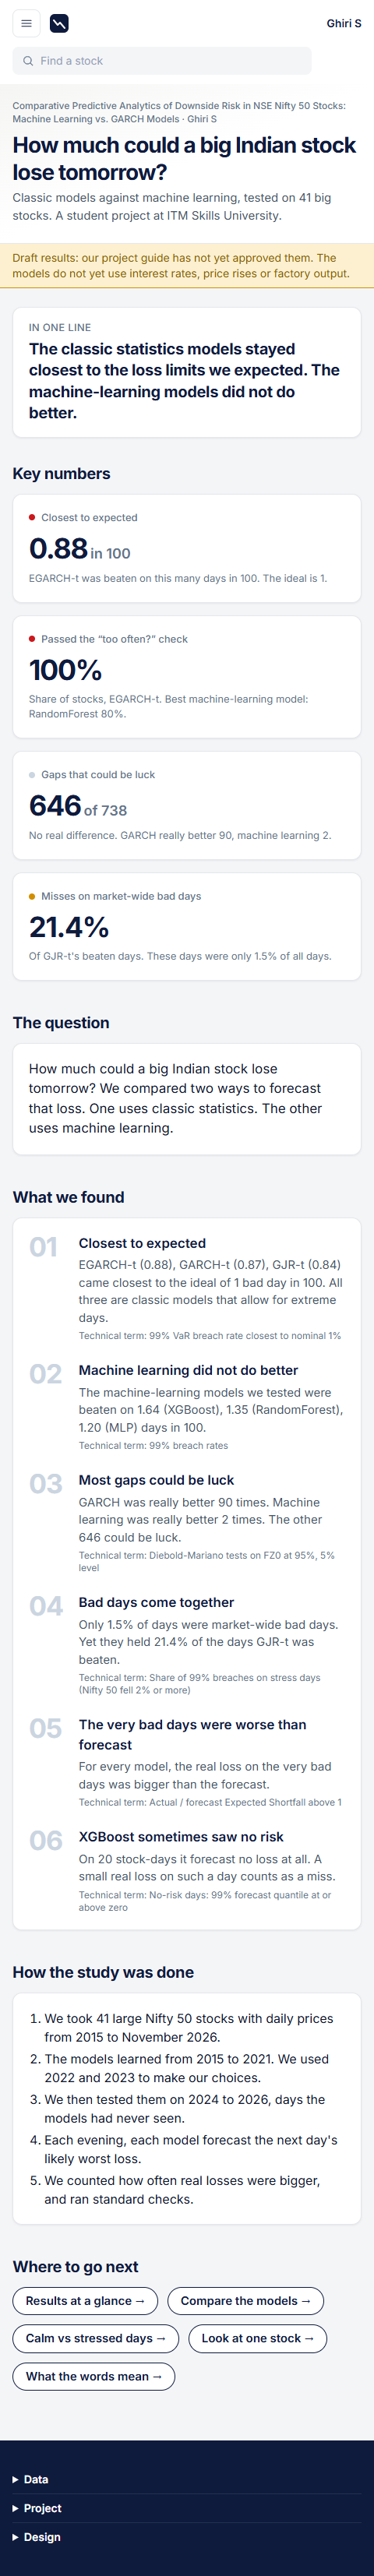 Ghiri S
Find a stock
Comparative Predictive Analytics of Downside Risk in NSE Nifty 50 Stocks:
Machine Learning vs. GARCH Models · Ghiri S
How much could a big Indian stock
lose tomorrow?
Classic models against machine learning, tested on 41 big
stocks. A student project at ITM Skills University.
Draft results: our project guide has not yet approved them. The
models do not yet use interest rates, price rises or factory output.
IN ONE LINE
The classic statistics models stayed
closest to the loss limits we expected. The
machine-learning models did not do
better.
Key numbers
Closest to expected
0.88 in 100
EGARCH-t was beaten on this many days in 100. The ideal is 1.
Passed the “too often?” check
100%
Share of stocks, EGARCH-t. Best machine-learning model:
RandomForest 80%.
Gaps that could be luck
646 of 738
No real difference. GARCH really better 90, machine learning 2.
Misses on market-wide bad days
21.4%
Of GJR-t's beaten days. These days were only 1.5% of all days.
The question
How much could a big Indian stock lose
tomorrow? We compared two ways to forecast
that loss. One uses classic statistics. The other
uses machine learning.
What we found
01
Closest to expected
EGARCH-t (0.88), GARCH-t (0.87), GJR-t (0.84)
came closest to the ideal of 1 bad day in 100. All
three are classic models that allow for extreme
days.
Technical term: 99% VaR breach rate closest to nominal 1%
02
Machine learning did not do better
The machine-learning models we tested were
beaten on 1.64 (XGBoost), 1.35 (RandomForest),
1.20 (MLP) days in 100.
Technical term: 99% breach rates
03
Most gaps could be luck
GARCH was really better 90 times. Machine
learning was really better 2 times. The other
646 could be luck.
Technical term: Diebold-Mariano tests on FZ0 at 95%, 5%
level
04
Bad days come together
Only 1.5% of days were market-wide bad days.
Yet they held 21.4% of the days GJR-t was
beaten.
Technical term: Share of 99% breaches on stress days
(Nifty 50 fell 2% or more)
05
The very bad days were worse than
forecast
For every model, the real loss on the very bad
days was bigger than the forecast.
Technical term: Actual / forecast Expected Shortfall above 1
06
XGBoost sometimes saw no risk
On 20 stock-days it forecast no loss at all. A
small real loss on such a day counts as a miss.
Technical term: No-risk days: 99% forecast quantile at or
above zero
How the study was done
1. We took 41 large Nifty 50 stocks with daily prices
from 2015 to November 2026.
2. The models learned from 2015 to 2021. We used
2022 and 2023 to make our choices.
3. We then tested them on 2024 to 2026, days the
models had never seen.
4. Each evening, each model forecast the next day's
likely worst loss.
5. We counted how often real losses were bigger,
and ran standard checks.
Where to go next
Results at a glance →
Compare the models →
Calm vs stressed days →
Look at one stock →
What the words mean →
Data
Project
Design